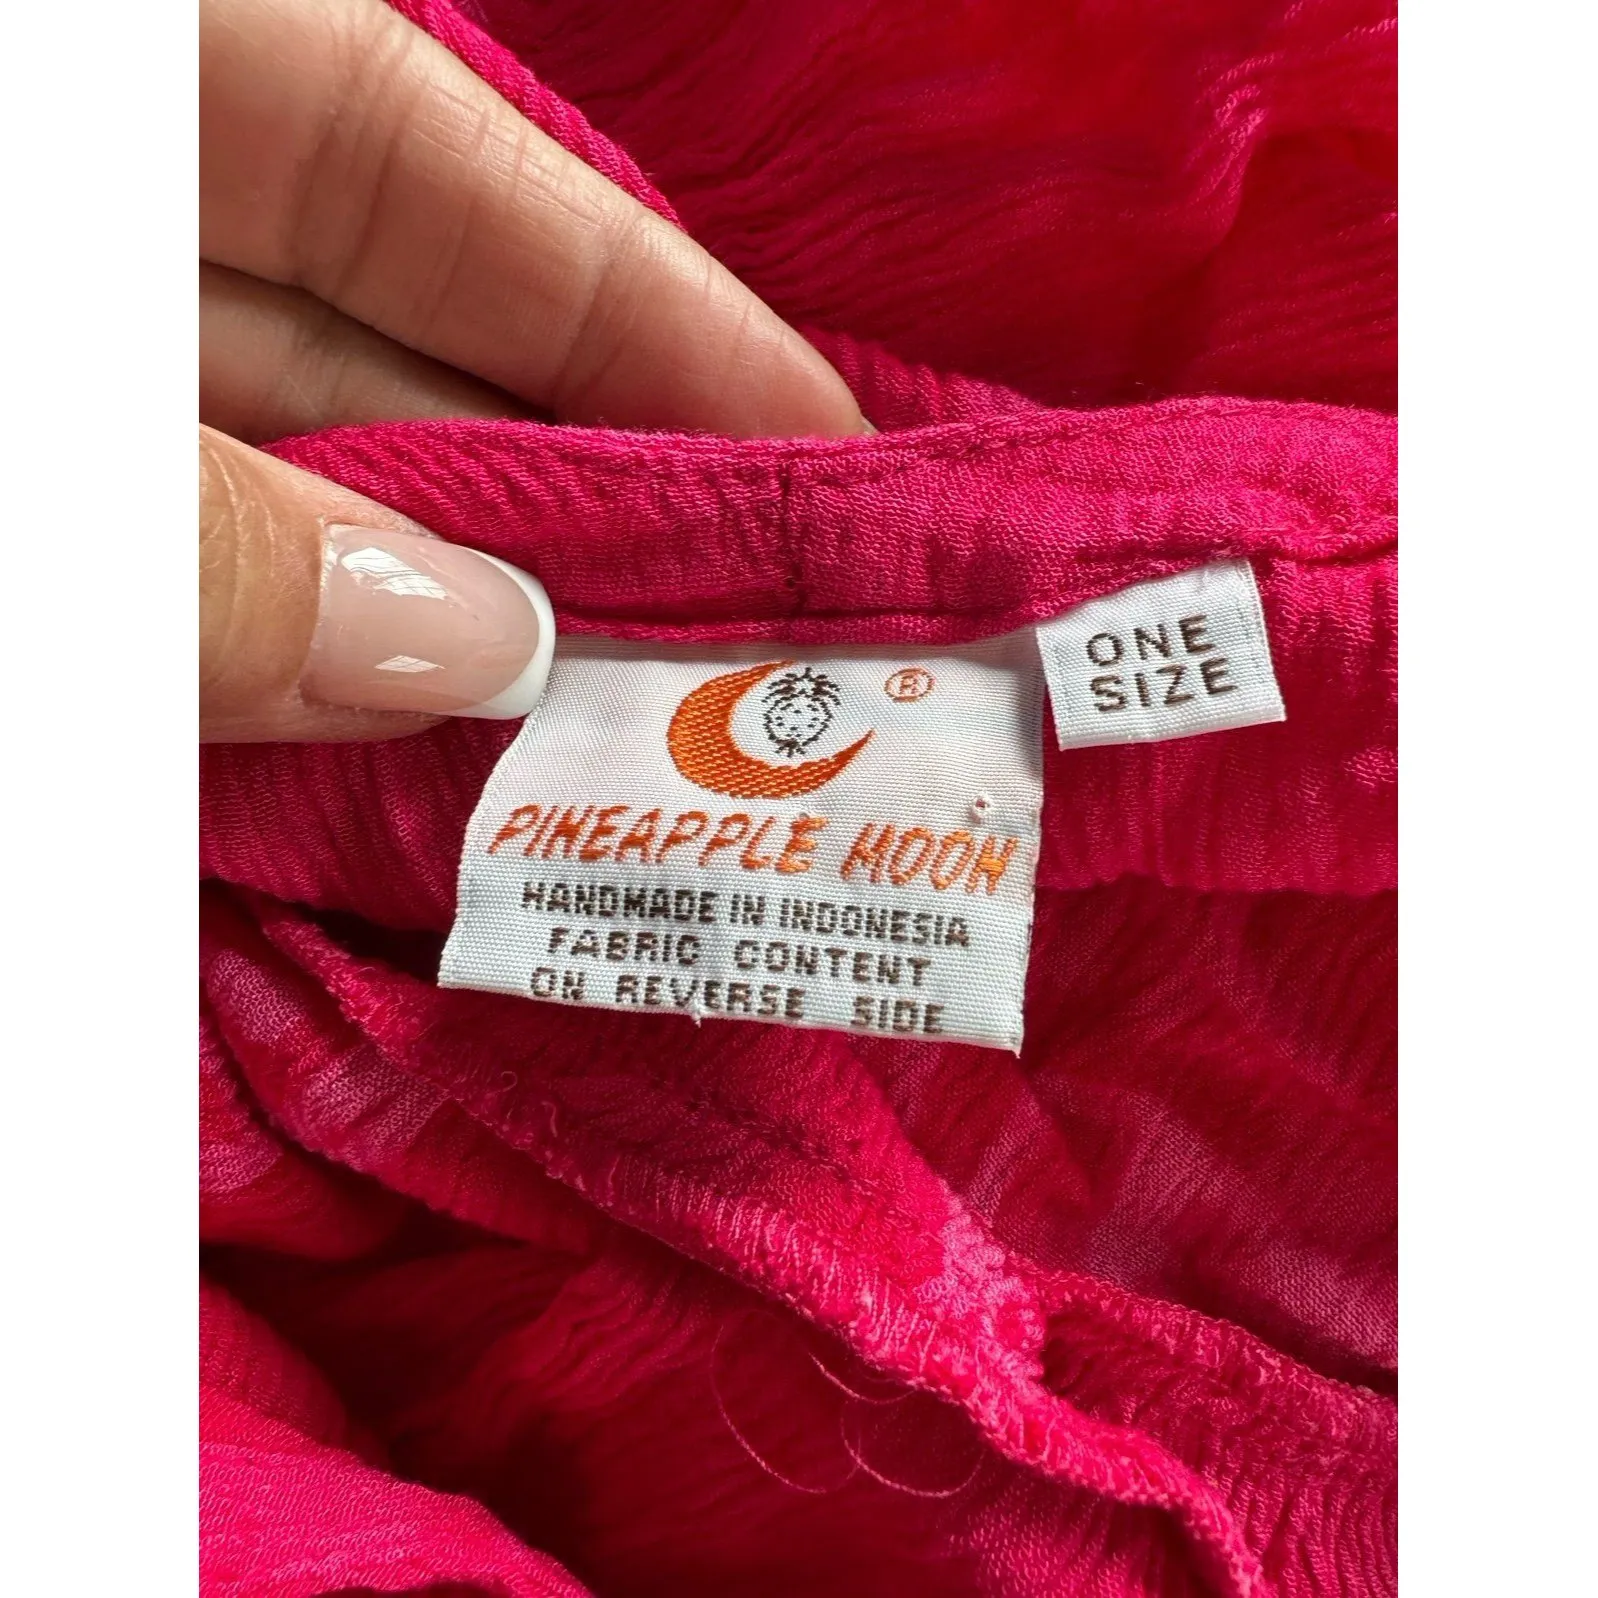 ®
PINEAPPLE MOON
HANDMADE IN INDONESIA
FABRIC CONTENT
ON REVERSE SIDE
ONE
SIZE